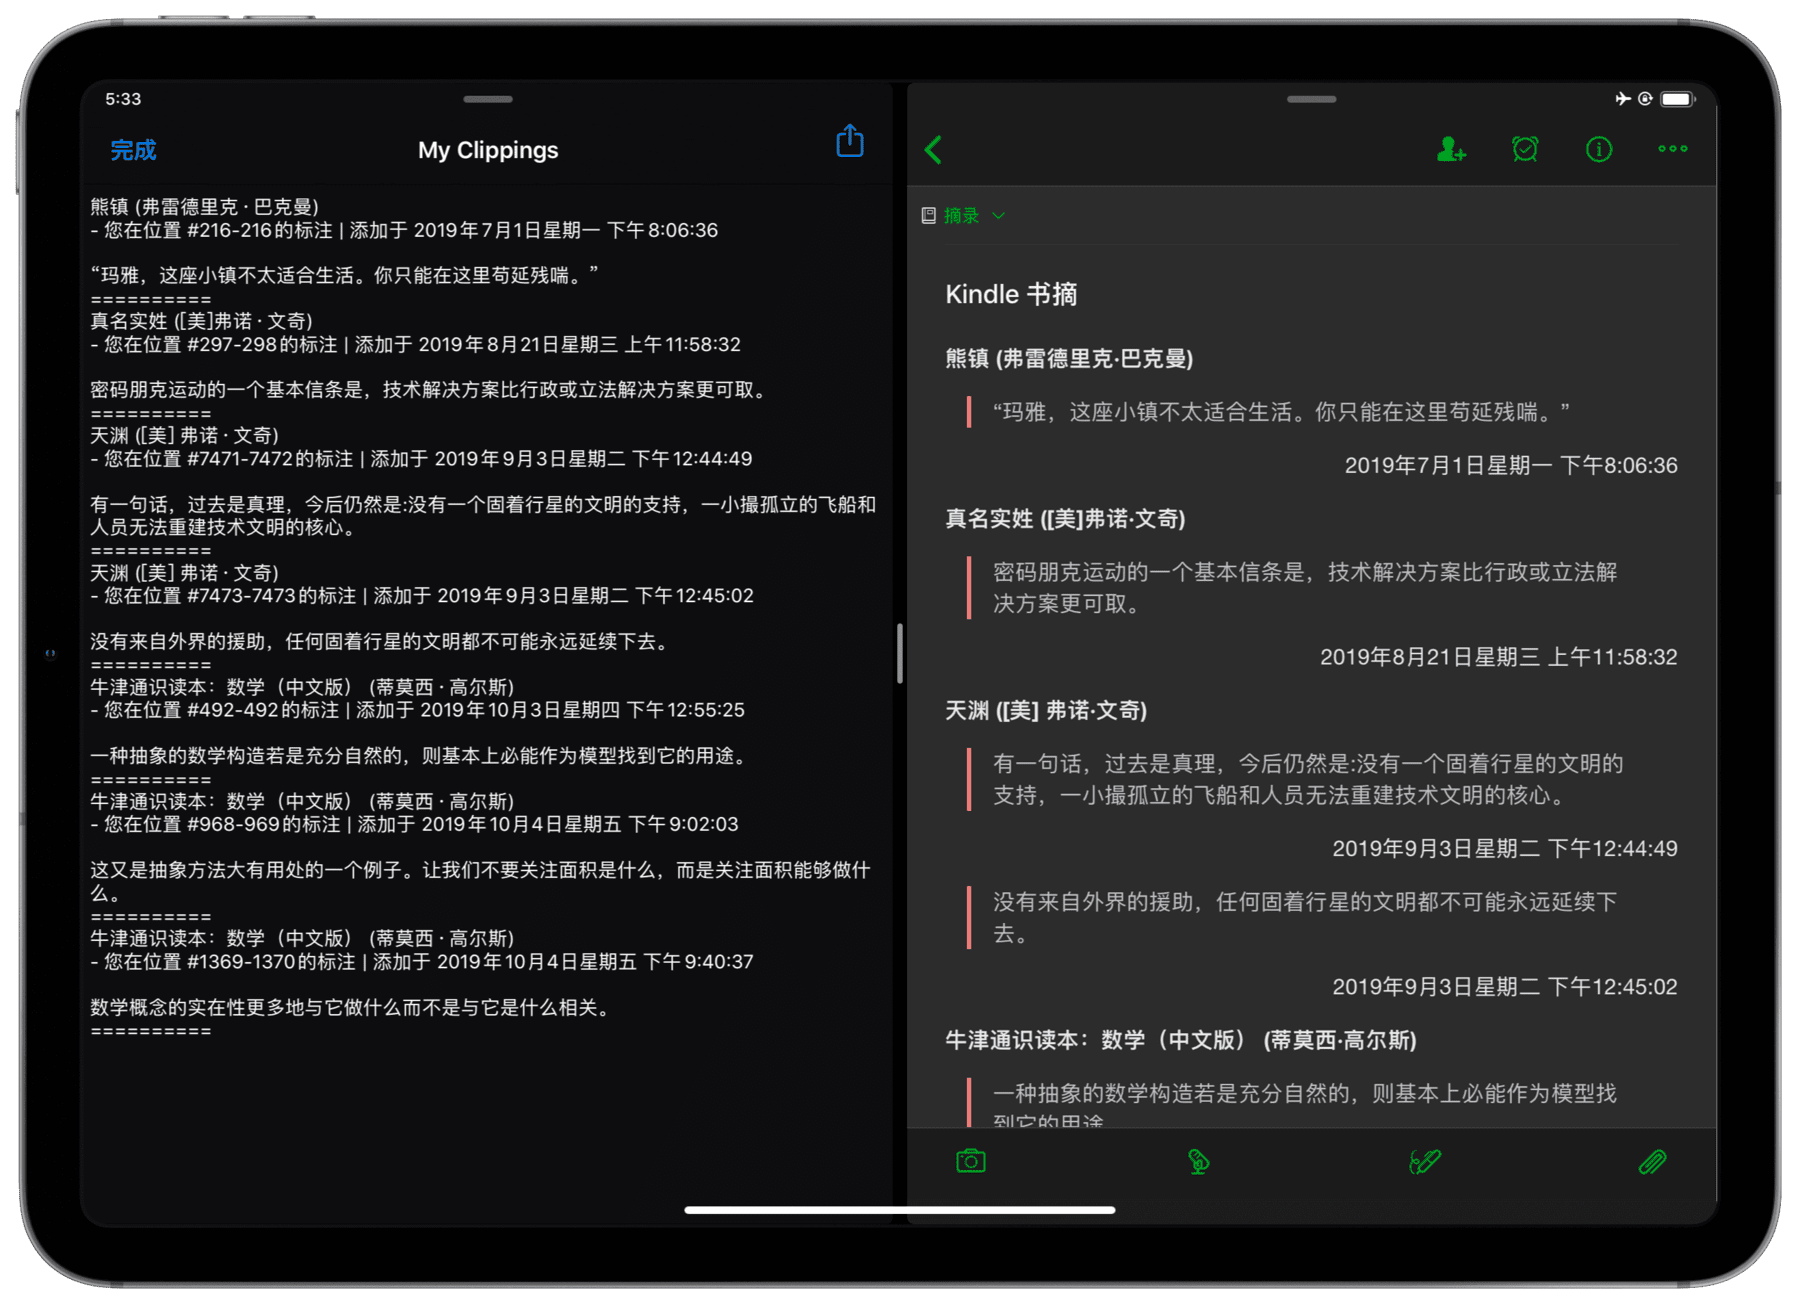 5:33
完成
My Clippings
熊镇 (弗雷德里克·巴克曼)
- 您在位置 #216-216的标注 | 添加于 2019年7月1日星期一 下午8:06:36
“玛雅，这座小镇不太适合生活。你只能在这里苟延残喘。”
==========
真名实姓 ([美]弗诺·文奇)
- 您在位置 #297-298的标注 | 添加于 2019年8月21日星期三 上午11:58:32
密码朋克运动的一个基本信条是，技术解决方案比行政或立法解决方案更可取。
==========
天渊 ([美] 弗诺·文奇)
- 您在位置 #7471-7472的标注 | 添加于 2019年9月3日星期二 下午12:44:49
有一句话，过去是真理，今后仍然是:没有一个固着行星的文明的支持，一小撮孤立的飞船和
人员无法重建技术文明的核心。
==========
天渊 ([美] 弗诺·文奇)
- 您在位置 #7473-7473的标注 | 添加于 2019年9月3日星期二 下午12:45:02
没有来自外界的援助，任何固着行星的文明都不可能永远延续下去。
==========
牛津通识读本：数学（中文版） (蒂莫西·高尔斯)
- 您在位置 #492-492的标注 | 添加于 2019年10月3日星期四 下午12:55:25
一种抽象的数学构造若是充分自然的，则基本上必能作为模型找到它的用途。
==========
牛津通识读本：数学（中文版） (蒂莫西·高尔斯)
- 您在位置 #968-969的标注 | 添加于 2019年10月4日星期五 下午9:02:03
这又是抽象方法大有用处的一个例子。让我们不要关注面积是什么，而是关注面积能够做什
么。
==========
牛津通识读本：数学（中文版） (蒂莫西·高尔斯)
- 您在位置 #1369-1370的标注 | 添加于 2019年10月4日星期五 下午9:40:37
数学概念的实在性更多地与它做什么而不是与它是什么相关。
==========
摘录
Kindle 书摘
熊镇 (弗雷德里克·巴克曼)
“玛雅，这座小镇不太适合生活。你只能在这里苟延残喘。”
2019年7月1日星期一 下午8:06:36
真名实姓 ([美]弗诺·文奇)
密码朋克运动的一个基本信条是，技术解决方案比行政或立法解
决方案更可取。
2019年8月21日星期三 上午11:58:32
天渊 ([美] 弗诺·文奇)
有一句话，过去是真理，今后仍然是:没有一个固着行星的文明的
支持，一小撮孤立的飞船和人员无法重建技术文明的核心。
2019年9月3日星期二 下午12:44:49
没有来自外界的援助，任何固着行星的文明都不可能永远延续下
去。
2019年9月3日星期二 下午12:45:02
牛津通识读本：数学（中文版） (蒂莫西·高尔斯)
一种抽象的数学构造若是充分自然的，则基本上必能作为模型找
到它的用途